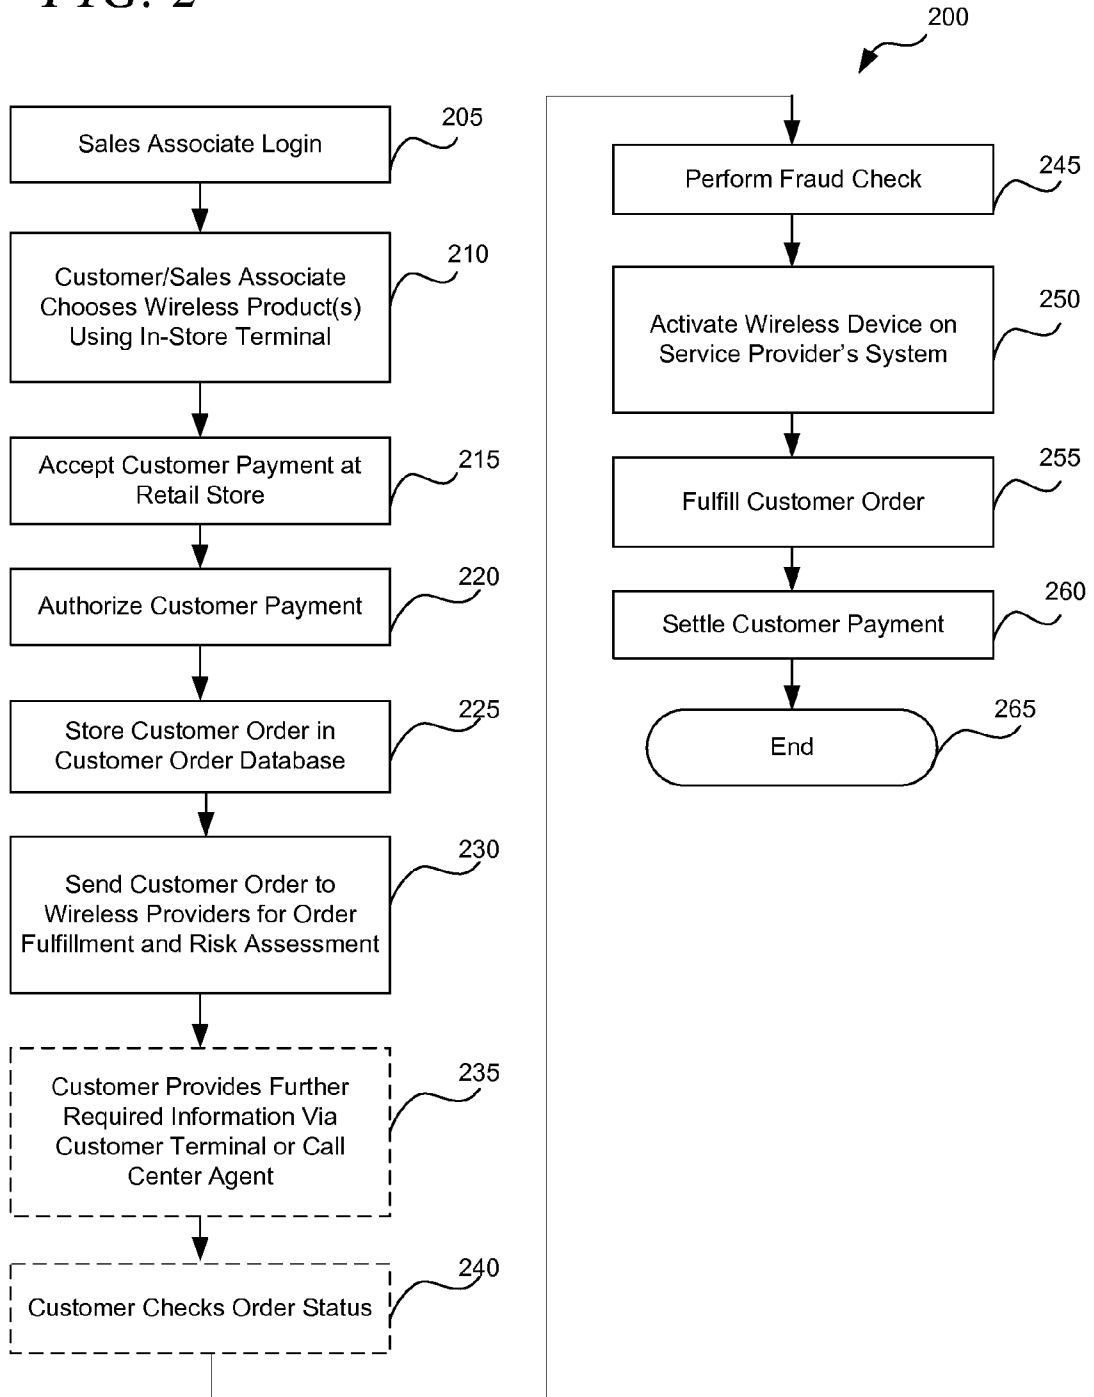 FIG. 2
200
205
Sales Associate Login
210
Customer/Sales Associate
Chooses Wireless Product(s)
Using In-Store Terminal
215
Accept Customer Payment at
Retail Store
220
Authorize Customer Payment
225
Store Customer Order in
Customer Order Database
230
Send Customer Order to
Wireless Providers for Order
Fulfillment and Risk Assessment
235
Customer Provides Further
Required Information Via
Customer Terminal or Call
Center Agent
240
Customer Checks Order Status
245
Perform Fraud Check
250
Activate Wireless Device on
Service Provider's System
255
Fulfill Customer Order
260
Settle Customer Payment
265
End